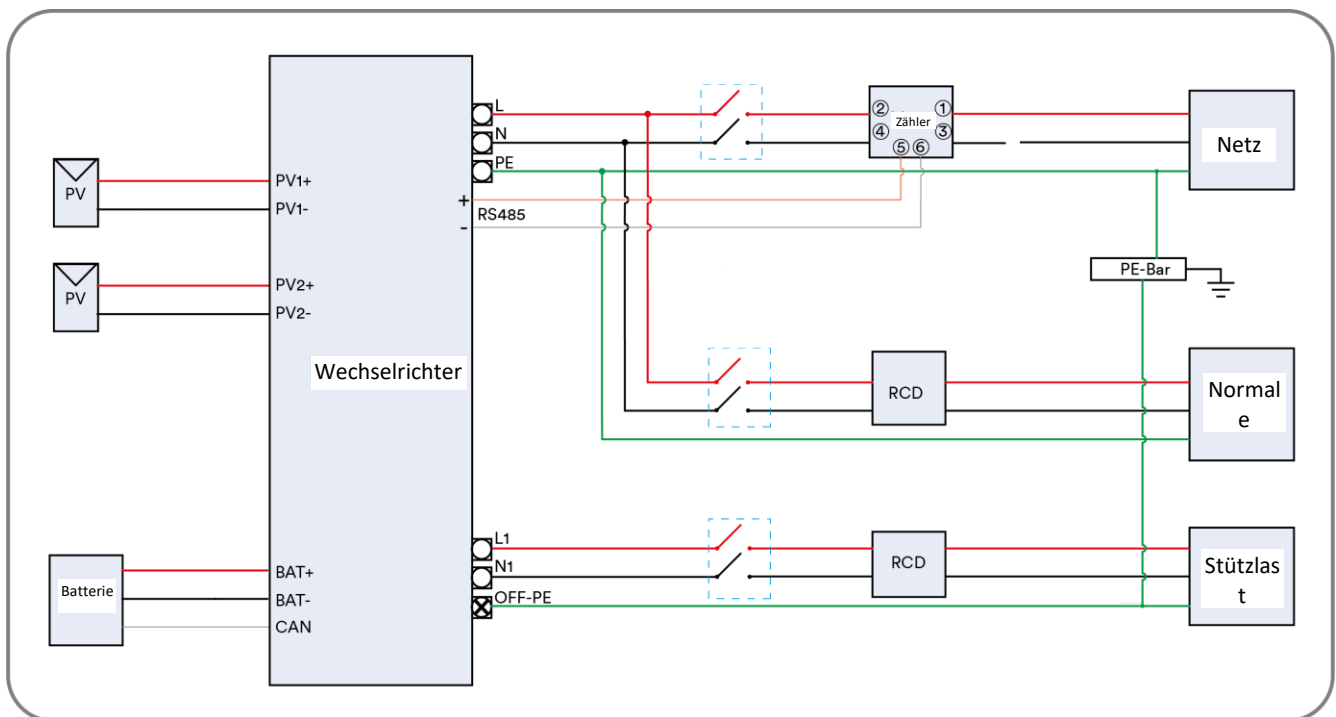 L
N
PE
+
RS485
-
② ①
Zähler
④ ③
⑤ ⑥
Netz
PV
PV1+
PV1-
PV
PV2+
PV2-
PE-Bar
Wechselrichter
RCD
Normal
e
L1
N1
OFF-PE
RCD
Stützlas
t
Batterie
BAT+
BAT-
CAN